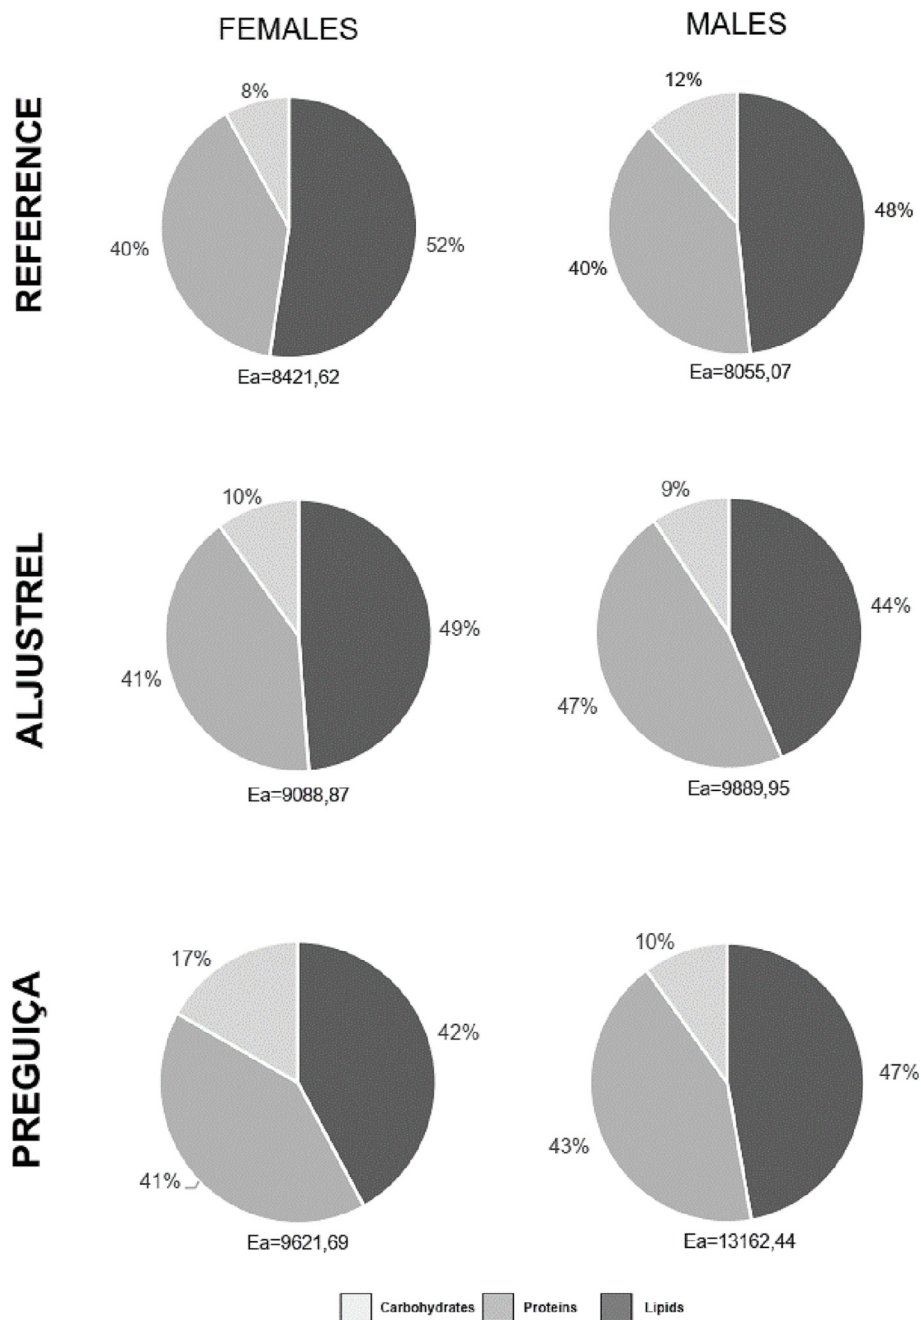 FEMALES
MALES
REFERENCE
8%
40%
52%
Ea=8421,62
12%
40%
48%
Ea=8055,07
ALJUSTREL
10%
41%
49%
Ea=9088,87
9%
47%
44%
Ea=9889,95
PREGUIÇA
17%
41%
42%
Ea=9621,69
10%
43%
47%
Ea=13162,44
Carbohydrates Proteins Lipids